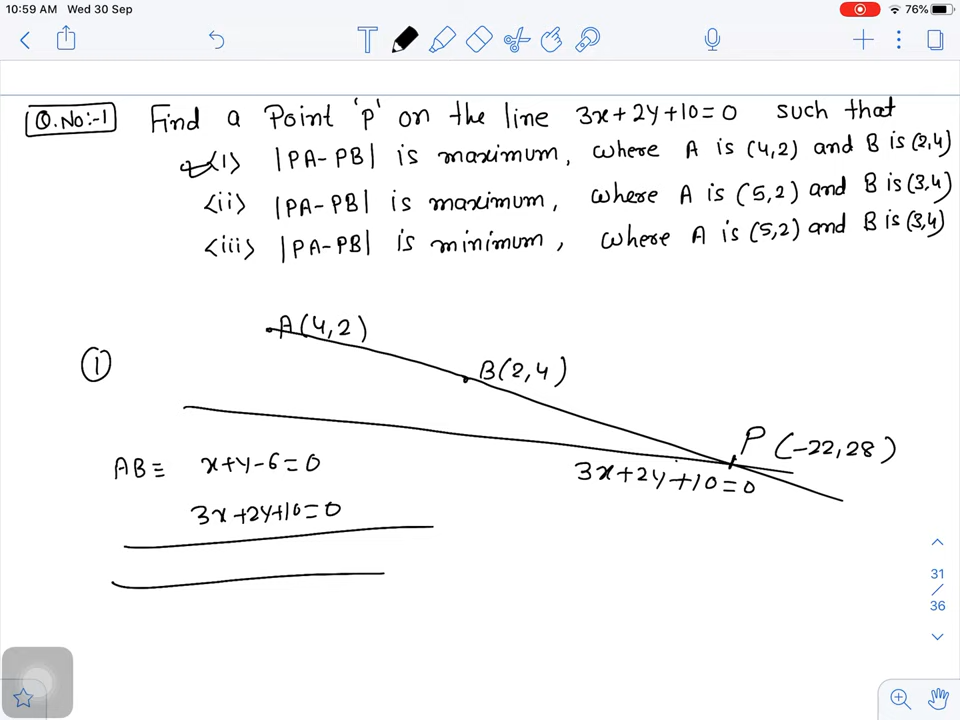 10:59 AM Wed 30 Sep
76%
Q.No:-1 Find a Point 'P' on the line 3x+2y+10=0 such that
<i> |PA-PB| is maximum, where A is (4,2) and B is (2,4)
<ii> |PA-PB| is maximum, where A is (5,2) and B is (3,4)
<iii> |PA-PB| is minimum, where A is (5,2) and B is (3,4)
A(4,2)
① B(2,4)
P (-22,28)
AB≡ x+y-6=0
3x+2y+10=0
3x+2y+10=0
31
/
36